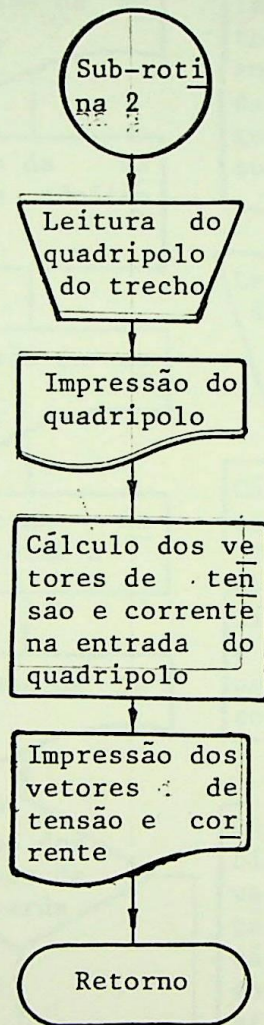 Sub-roti
na 2
Leitura do
quadripolo
do trecho
Impressão do
quadripolo
Cálculo dos ve
tores de ten
são e corrente
na entrada do
quadripolo
Impressão dos
vetores de
tensão e cor
rente
Retorno